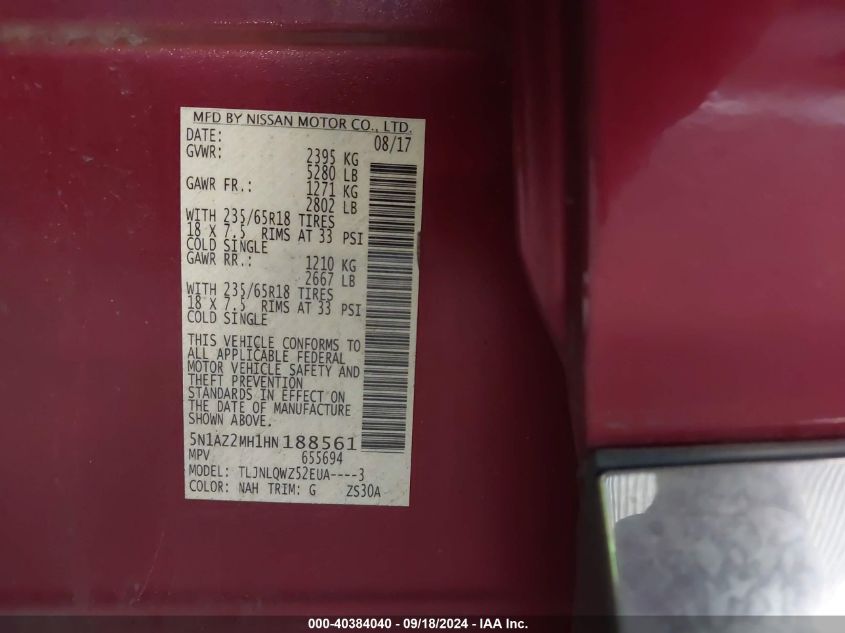 MFD BY NISSAN MOTOR CO., LTD.
DATE: 08/17
GVWR: 2395 KG
5280 LB
GAWR FR.: 1271 KG
2802 LB
WITH 235/65R18 TIRES
18 X 7.5 RIMS AT 33 PSI
COLD SINGLE
GAWR RR.: 1210 KG
2667 LB
WITH 235/65R18 TIRES
18 X 7.5 RIMS AT 33 PSI
COLD SINGLE
THIS VEHICLE CONFORMS TO
ALL APPLICABLE FEDERAL
MOTOR VEHICLE SAFETY AND
THEFT PREVENTION
STANDARDS IN EFFECT ON
THE DATE OF MANUFACTURE
SHOWN ABOVE.
5N1AZ2MH1HN188561
MPV 655694
MODEL: TLJNLQWZ52EUA----3
COLOR: NAH TRIM: G ZS30A
000-40384040 - 09/18/2024 - IAA Inc.